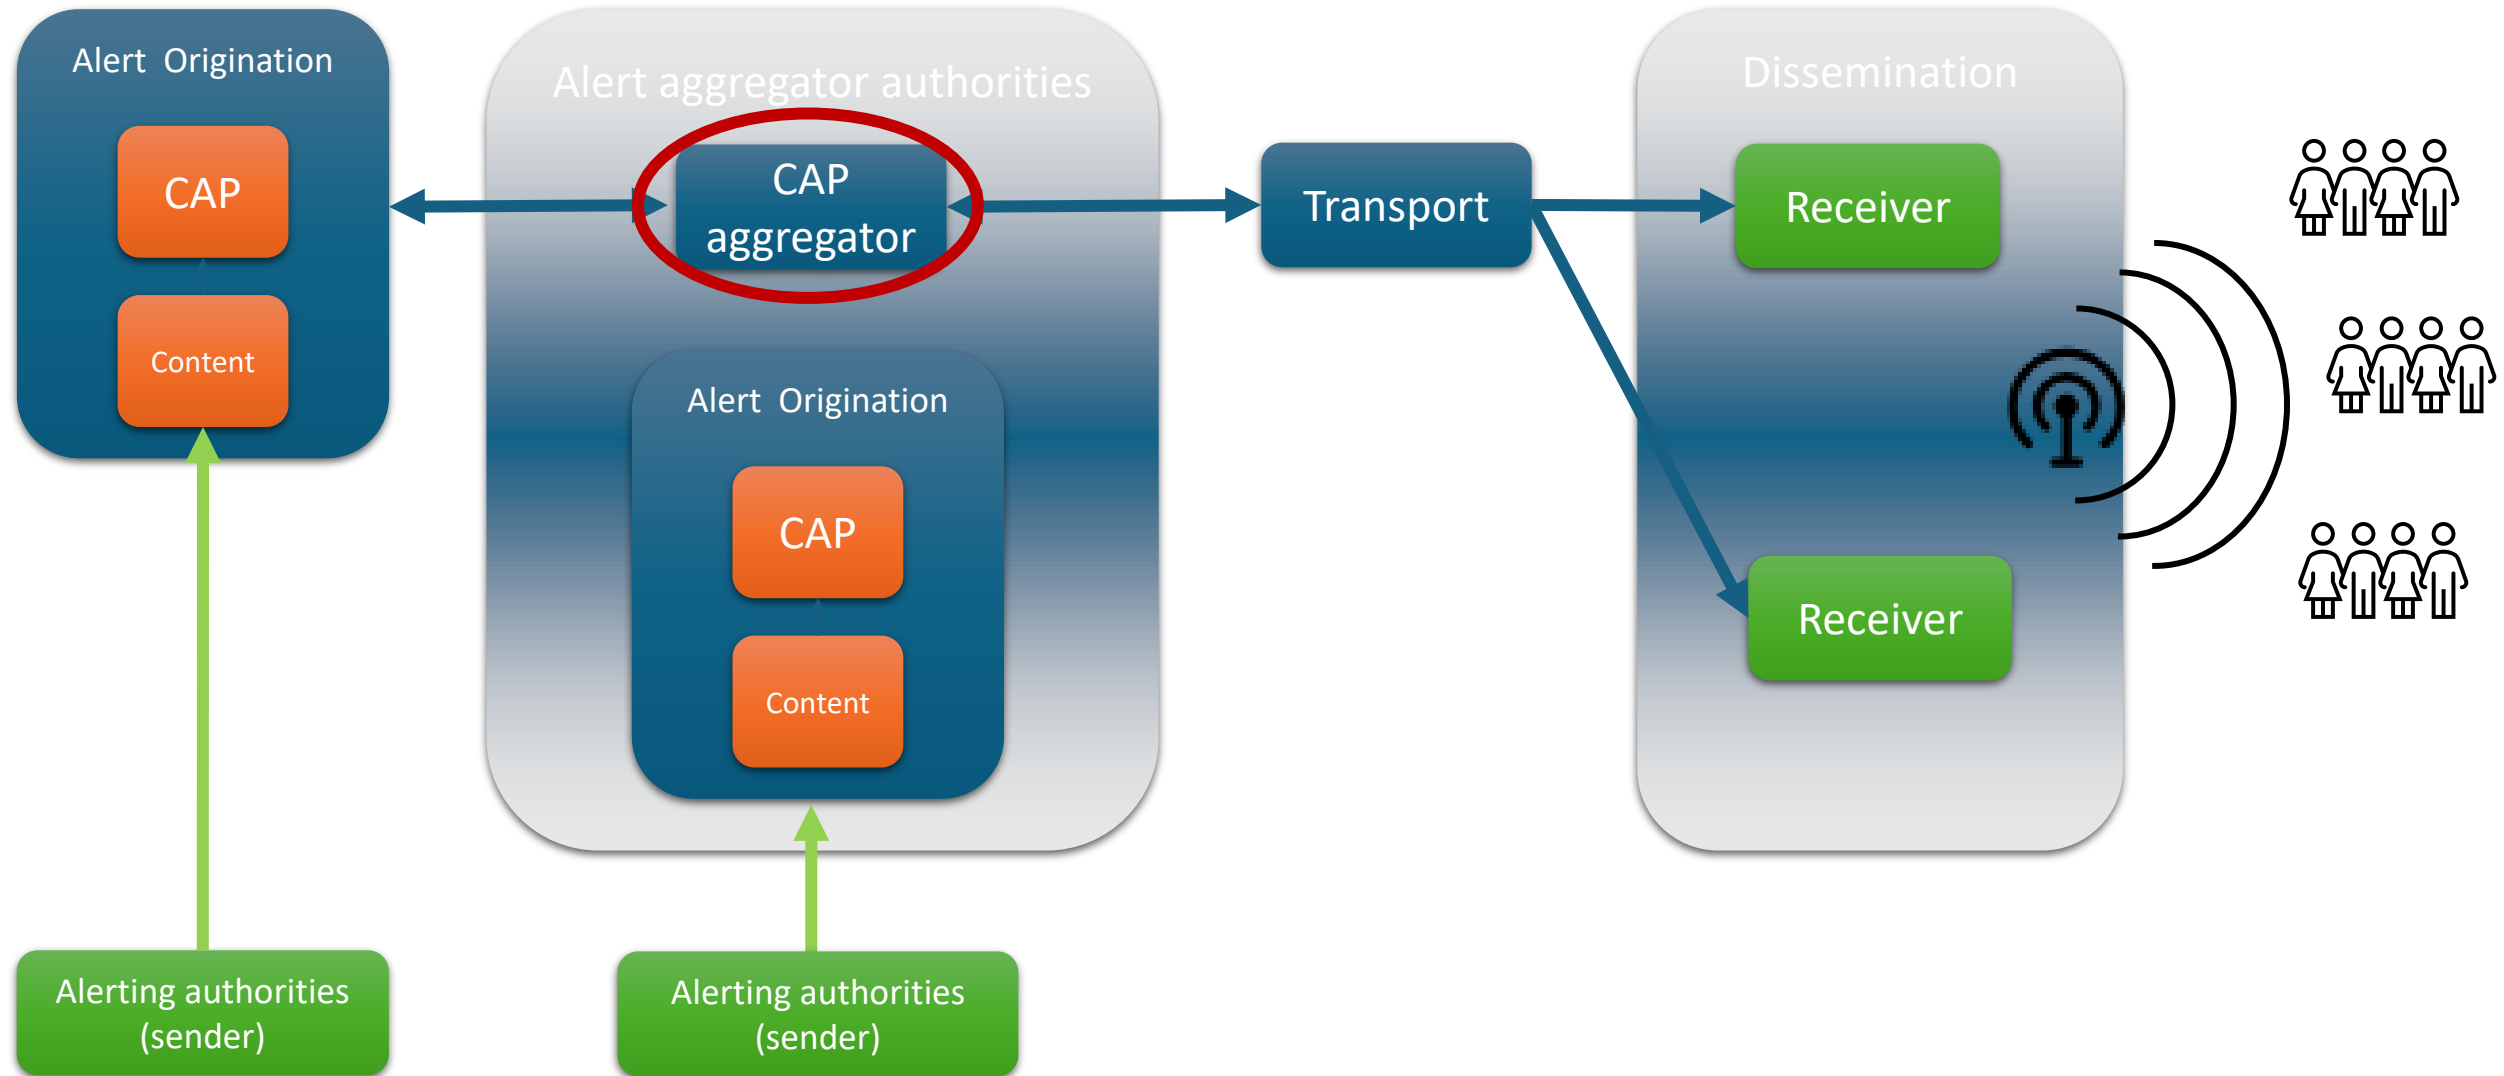 Alert Origination
CAP
Content
Alerting authorities
(sender)
Alert aggregator authorities
CAP
aggregator
Alert Origination
CAP
Content
Alerting authorities
(sender)
Transport
Dissemination
Receiver
Receiver